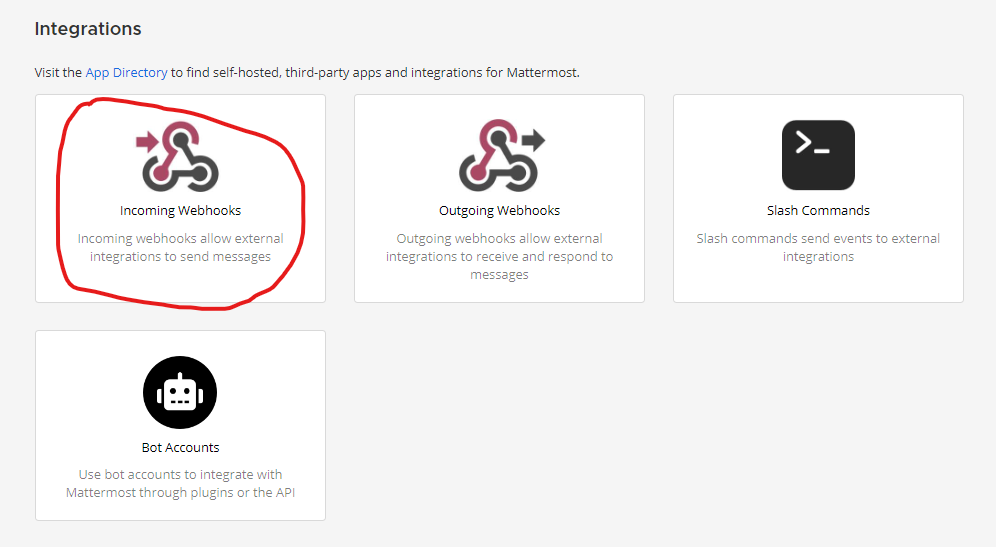 Integrations
Visit the App Directory to find self-hosted, third-party apps and integrations for Mattermost.
Incoming Webhooks
Incoming webhooks allow external
integrations to send messages
Outgoing Webhooks
Outgoing webhooks allow external
integrations to receive and respond to
messages
Slash Commands
Slash commands send events to external
integrations
Bot Accounts
Use bot accounts to integrate with
Mattermost through plugins or the API